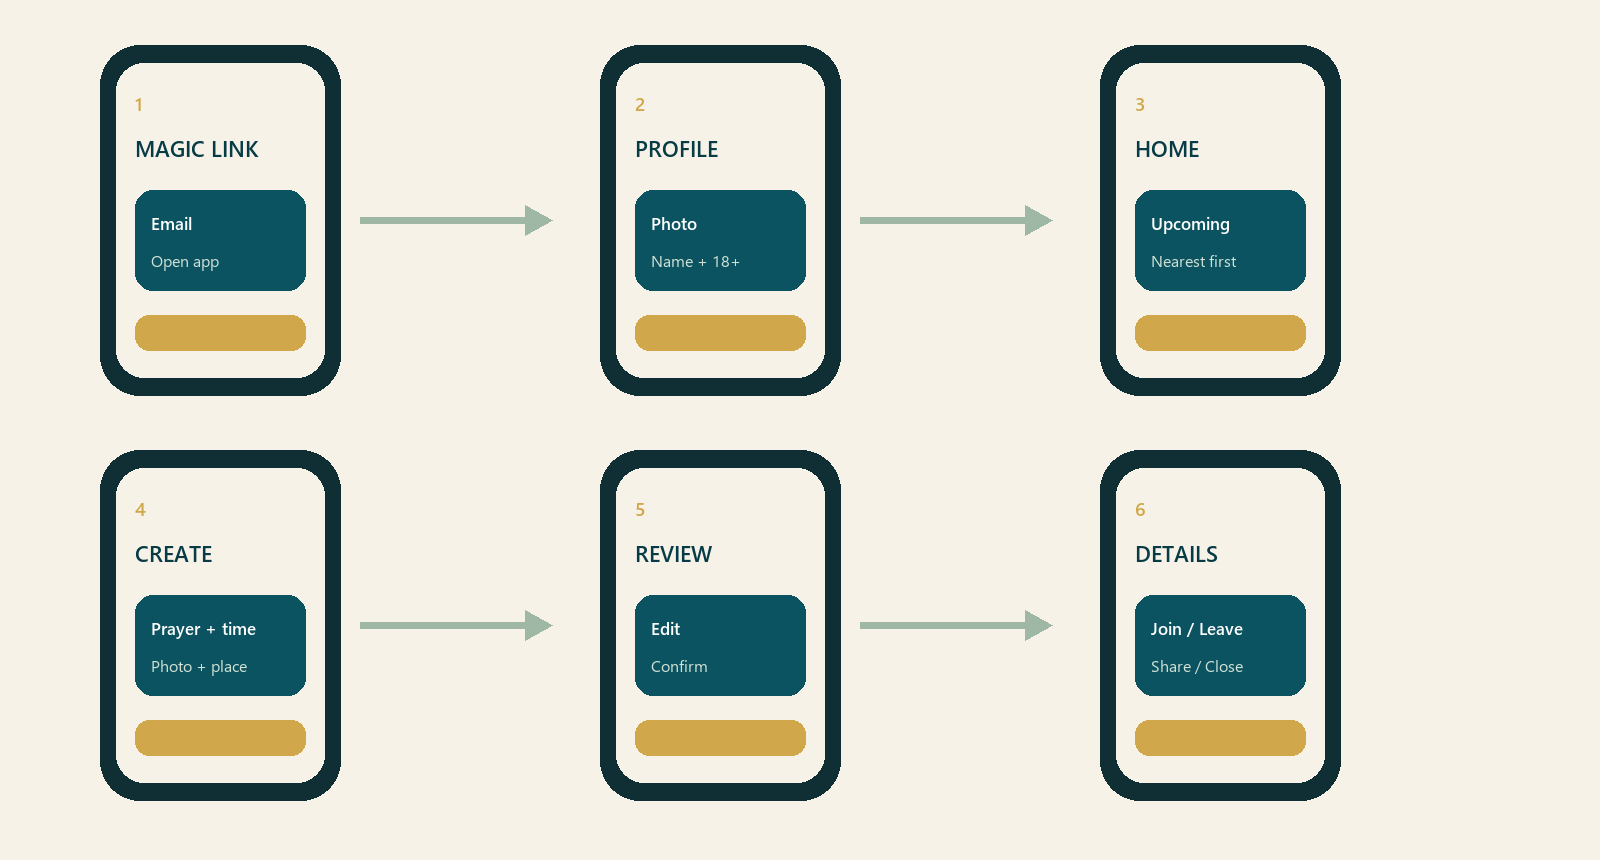 1
MAGIC LINK
Email
Open app
2
PROFILE
Photo
Name + 18+
3
HOME
Upcoming
Nearest first
4
CREATE
Prayer + time
Photo + place
5
REVIEW
Edit
Confirm
6
DETAILS
Join / Leave
Share / Close